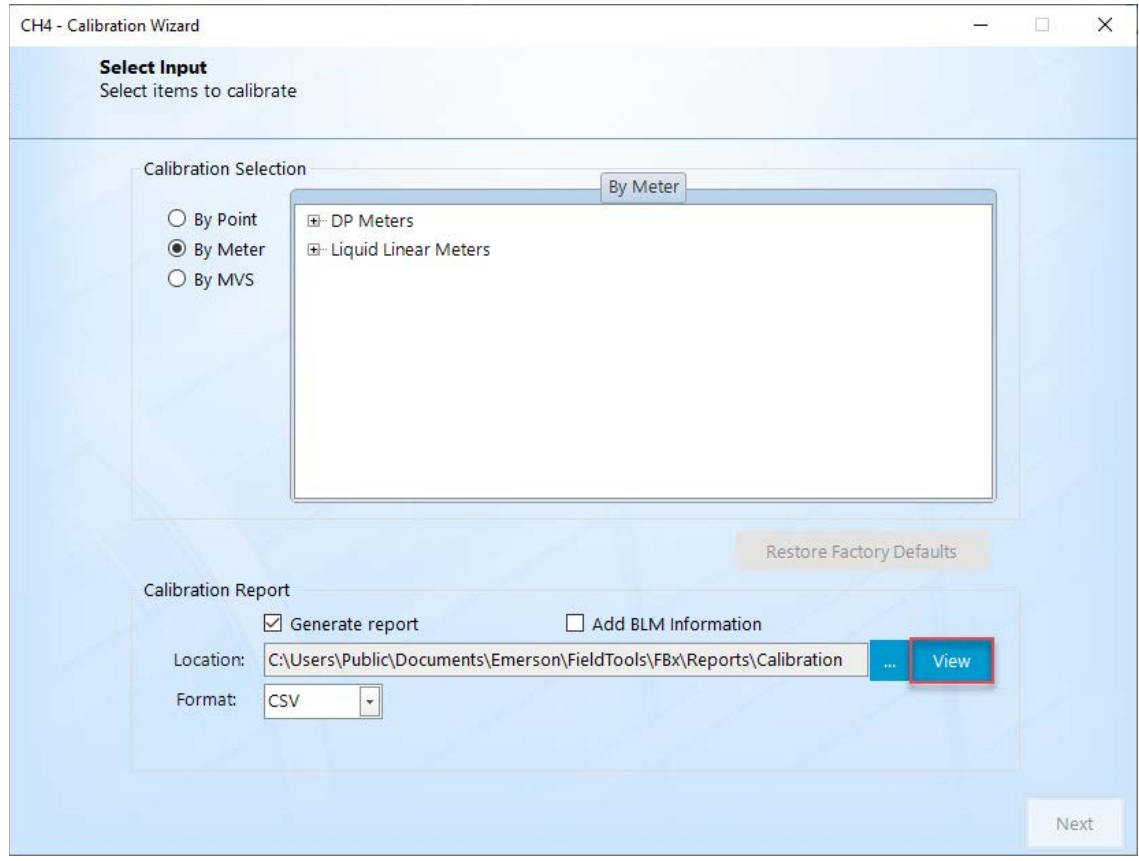 CH4 - Calibration Wizard
Select Input
Select items to calibrate
Calibration Selection
By Meter
By Point
By Meter
By MVS
DP Meters
Liquid Linear Meters
Restore Factory Defaults
Calibration Report
Generate report
Add BLM Information
Location: C:\Users\Public\Documents\Emerson\FieldTools\FBx\Reports\Calibration ... View
Format: CSV
Next